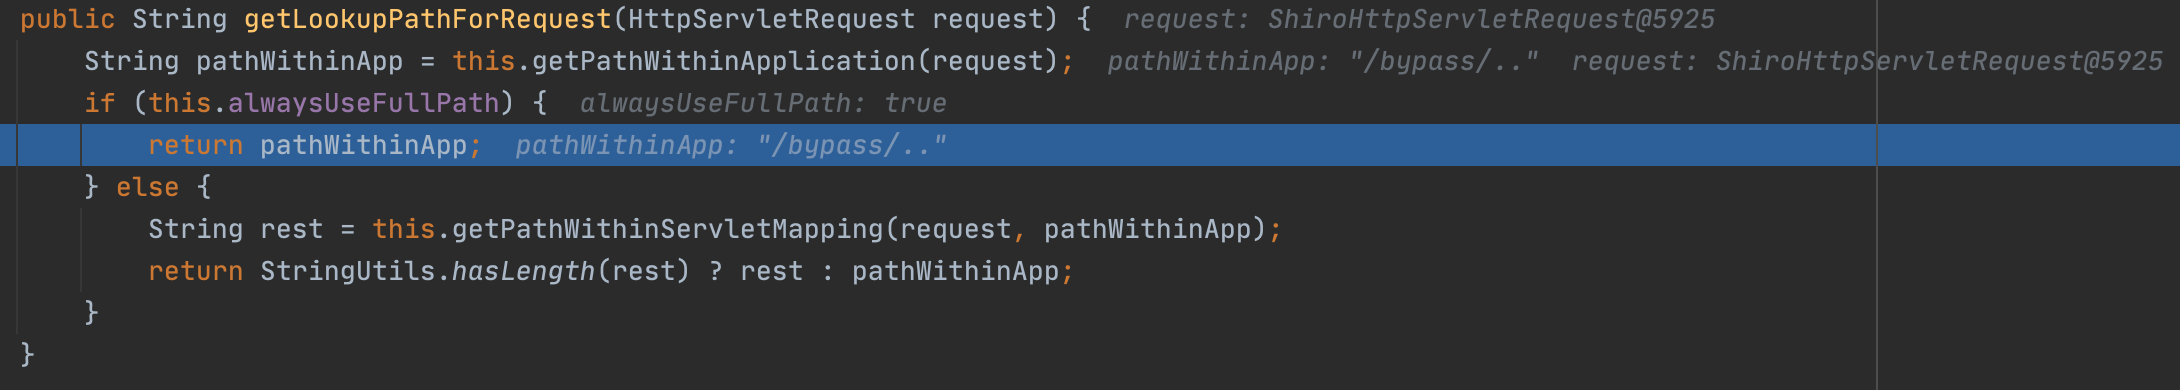 public String getLookupPathForRequest(HttpServletRequest request) {  request: ShiroHttpServletRequest@5925
    String pathWithinApp = this.getPathWithinApplication(request);  pathWithinApp: "/bypass/.."  request: ShiroHttpServletRequest@5925
    if (this.alwaysUseFullPath) {  alwaysUseFullPath: true
        return pathWithinApp;  pathWithinApp: "/bypass/.."
    } else {
        String rest = this.getPathWithinServletMapping(request, pathWithinApp);
        return StringUtils.hasLength(rest) ? rest : pathWithinApp;
    }
}